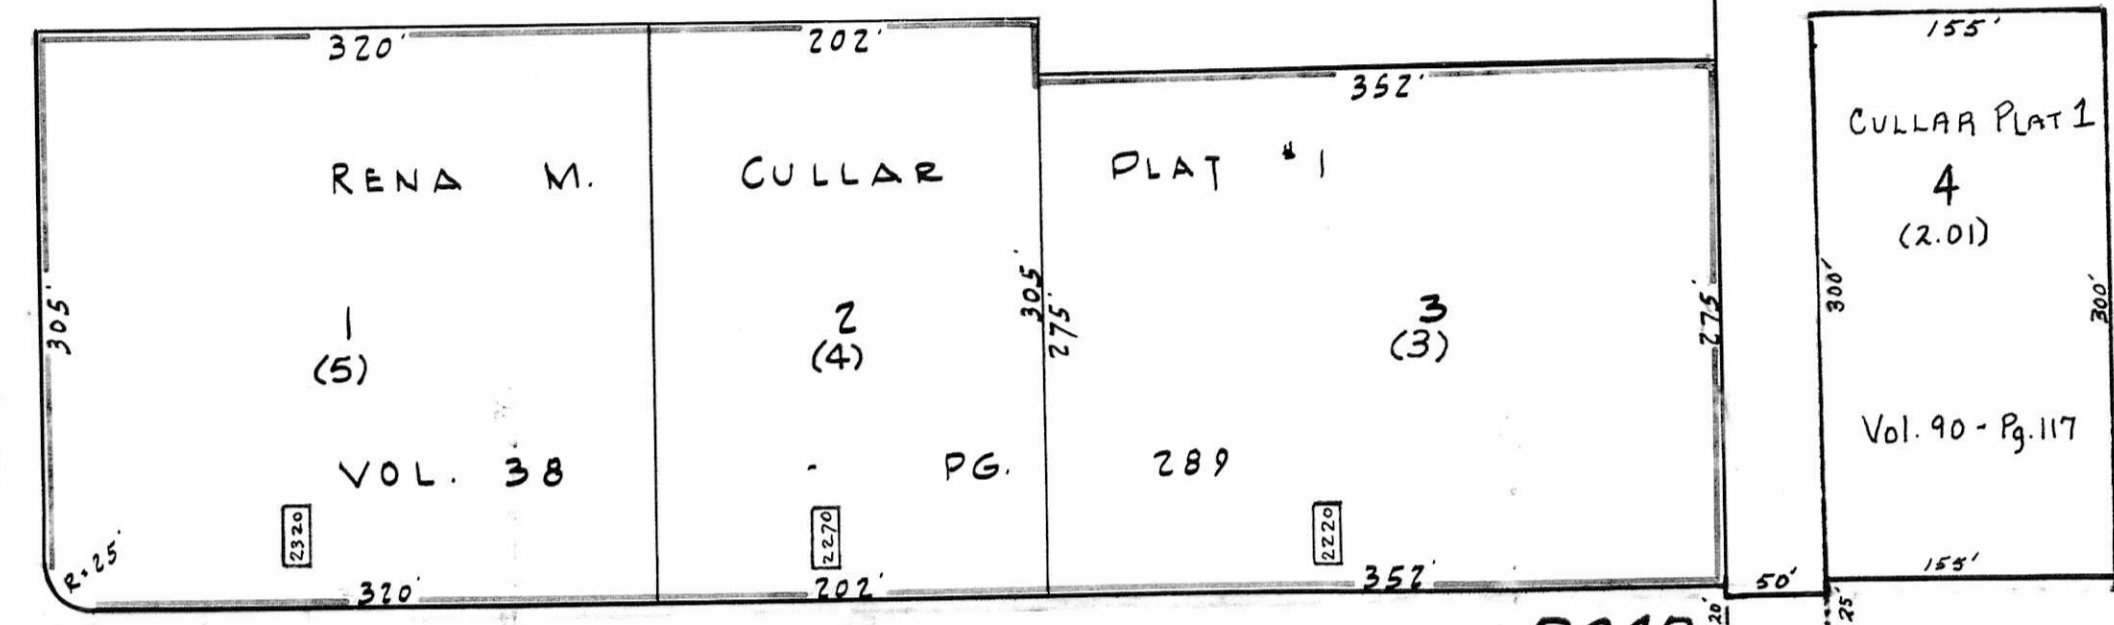 320' 202' 155'
352'
CULLAR PLAT 1
RENA M. CULLAR PLAT #1
4
(2.01)
305' 305' 275' 275' 300' 300'
1 2 3
(5) (4) (3)
Vol. 90 - Pg. 117
VOL. 38 - PG. 289
2320 2270 2220
R=25'
320' 202' 352' 50' 155'
20' 25'